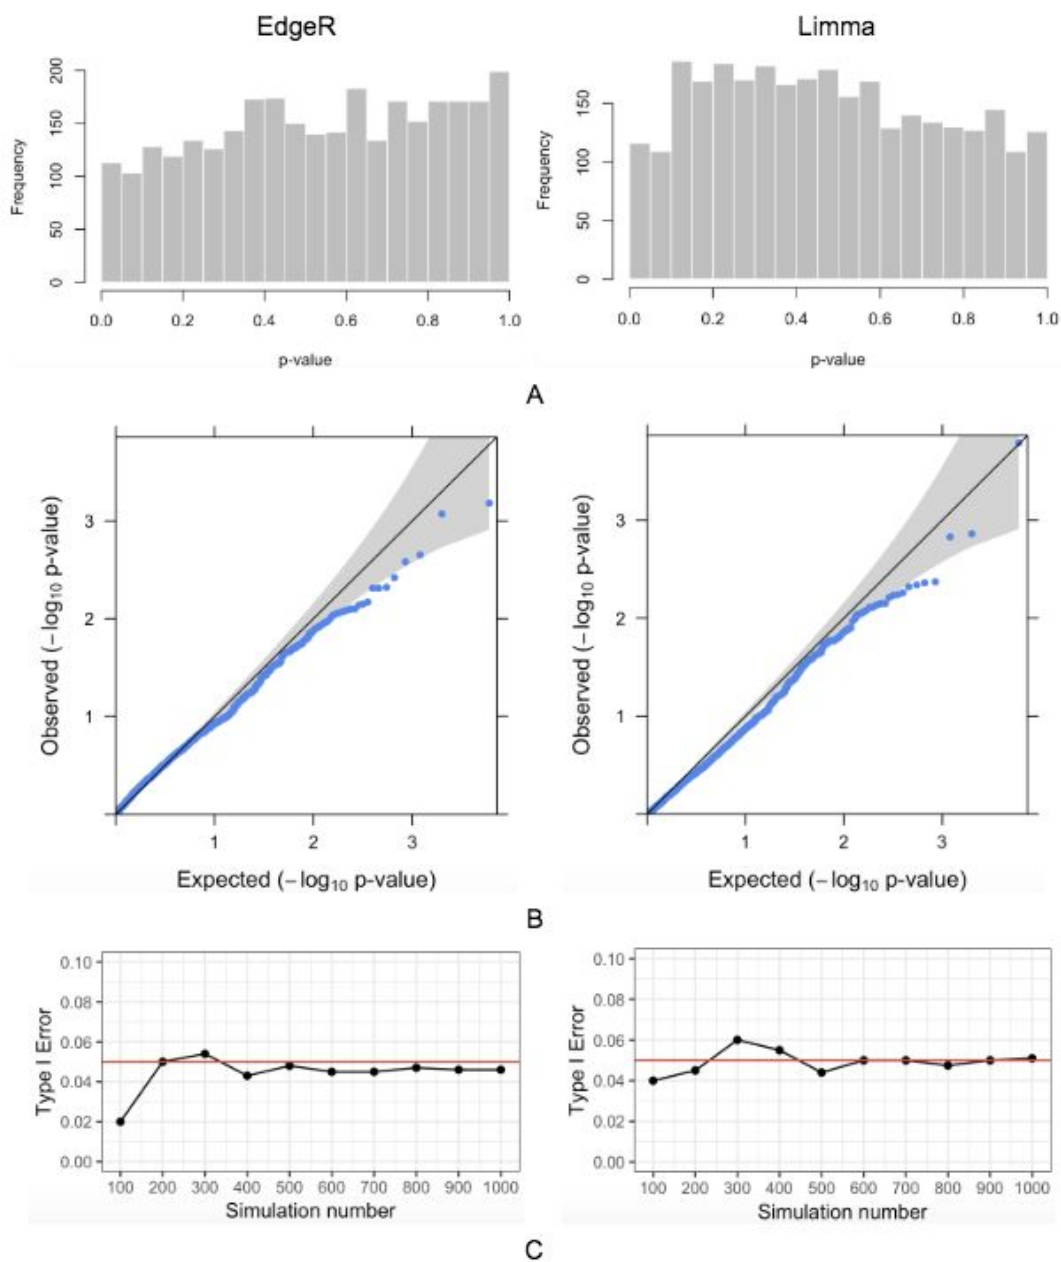 EdgeR
Limma
Frequency
200
150
100
50
0
0.0 0.2 0.4 0.6 0.8 1.0
p-value
Frequency
150
100
50
0
0.0 0.2 0.4 0.6 0.8 1.0
p-value
A
Observed (−log10 p-value)
3
2
1
1 2 3
Expected (−log10 p-value)
Observed (−log10 p-value)
3
2
1
1 2 3
Expected (−log10 p-value)
B
Type I Error
0.10
0.08
0.06
0.04
0.02
0.00
100 200 300 400 500 600 700 800 900 1000
Simulation number
Type I Error
0.10
0.08
0.06
0.04
0.02
0.00
100 200 300 400 500 600 700 800 900 1000
Simulation number
C